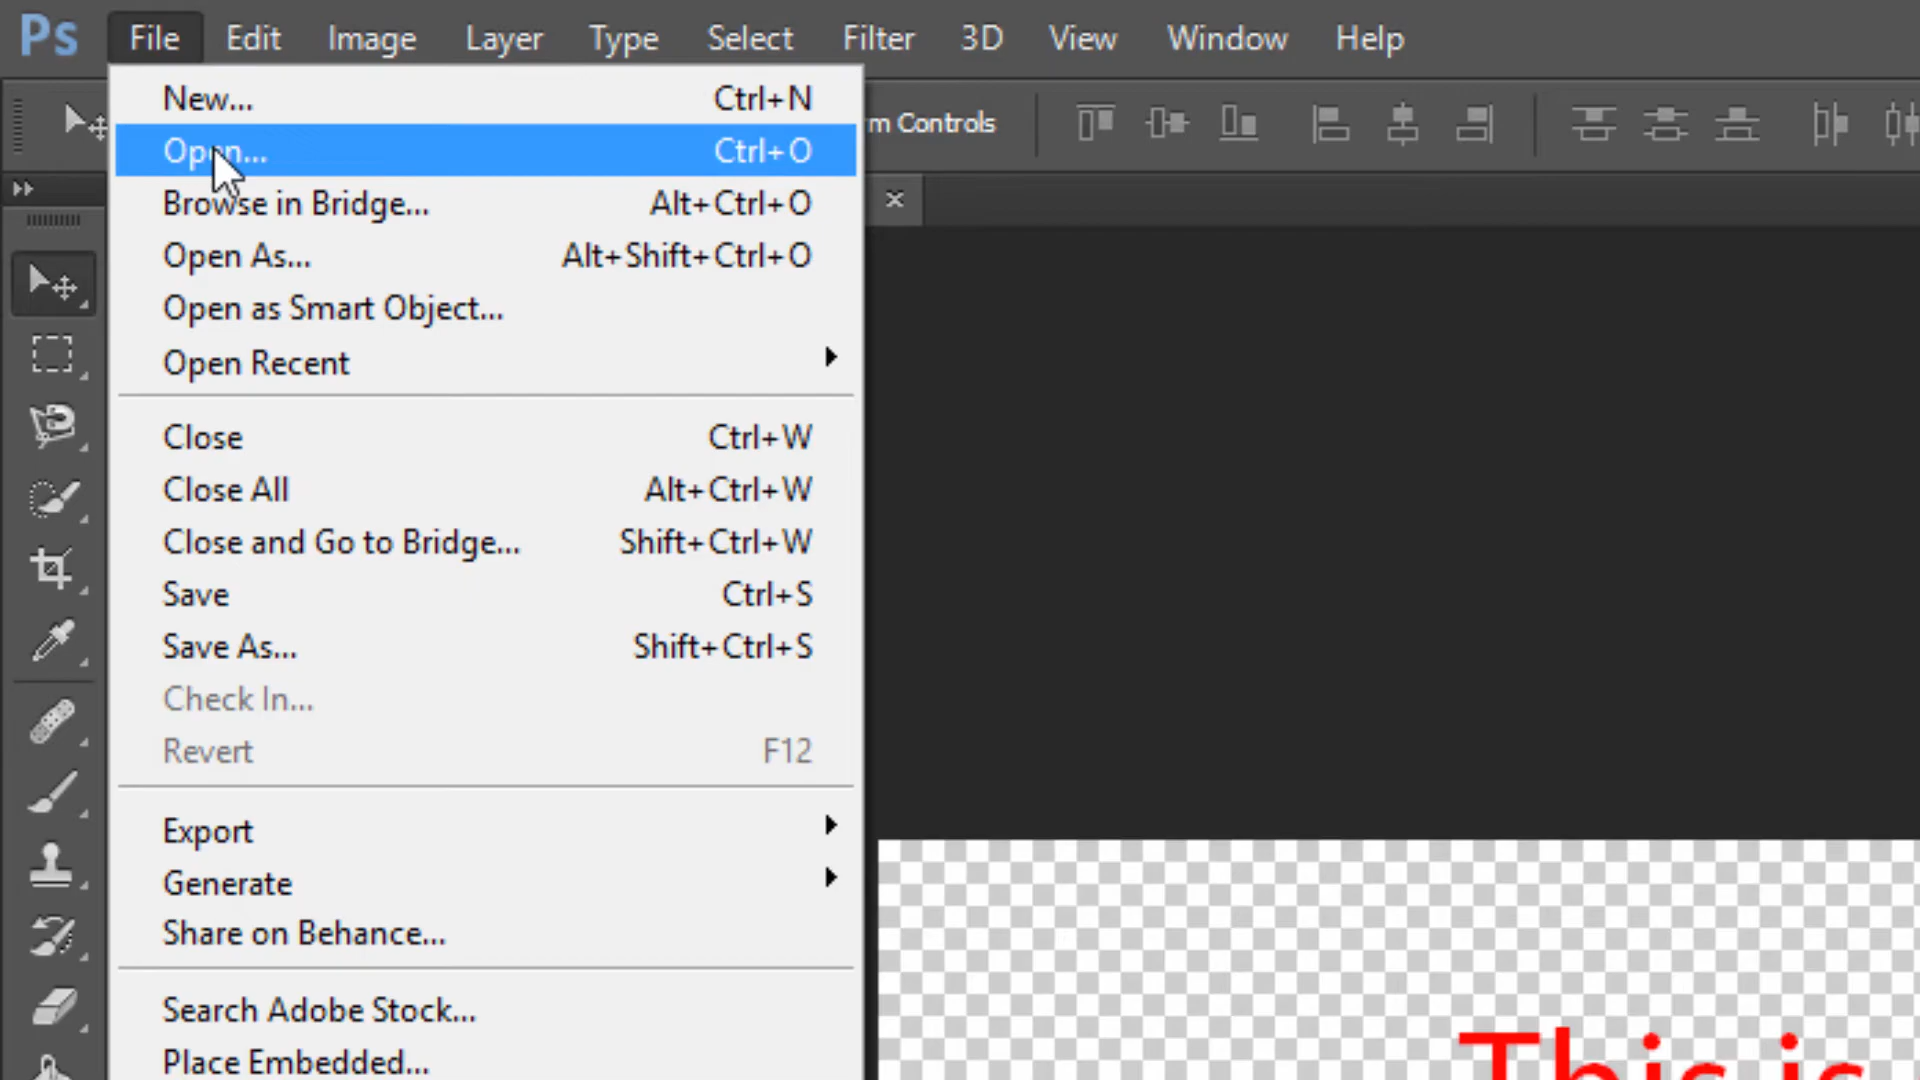 Ps File Edit Image Layer Type Select Filter 3D View Window Help
m Controls
New... Ctrl+N
Open... Ctrl+O
Browse in Bridge... Alt+Ctrl+O
Open As... Alt+Shift+Ctrl+O
Open as Smart Object...
Open Recent
Close Ctrl+W
Close All Alt+Ctrl+W
Close and Go to Bridge... Shift+Ctrl+W
Save Ctrl+S
Save As... Shift+Ctrl+S
Check In...
Revert F12
Export
Generate
Share on Behance...
Search Adobe Stock...
Place Embedded...
This is